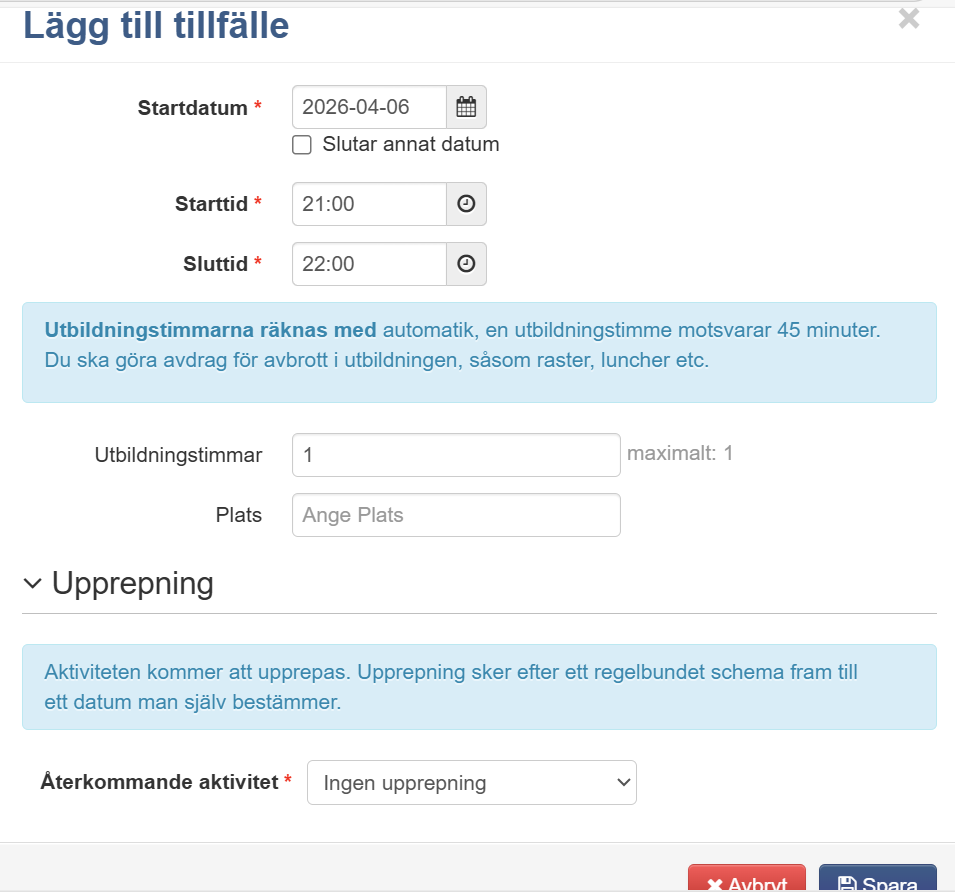 Lägg till tillfälle
Startdatum *
2026-04-06
Slutar annat datum
Starttid *
21:00
Sluttid *
22:00
Utbildningstimmarna räknas med automatik, en utbildningstimme motsvarar 45 minuter.
Du ska göra avdrag för avbrott i utbildningen, såsom raster, luncher etc.
Utbildningstimmar
1
maximalt: 1
Plats
Ange Plats
Upprepning
Aktiviteten kommer att upprepas. Upprepning sker efter ett regelbundet schema fram till
ett datum man själv bestämmer.
Återkommande aktivitet *
Ingen upprepning
Avbryt
Spara